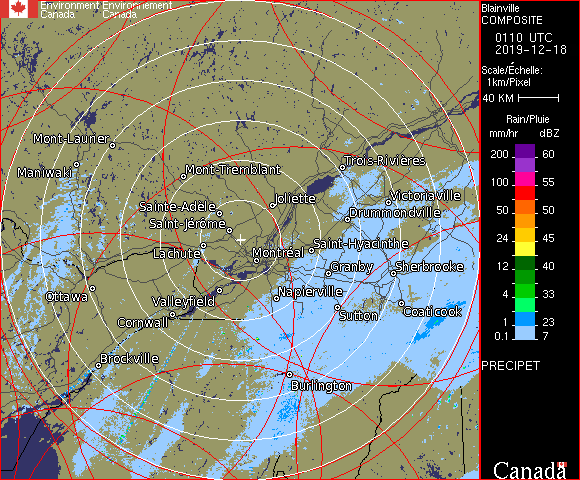 Environment Environnement
Canada Canada
Blainville
COMPOSITE
0110 UTC
2019-12-18
Scale/Échelle:
1km/Pixel
40 KM
Rain/Pluie
mm/hr dBZ
200 60
100 55
50 50
24 45
12 40
4 33
1 23
0.1 7
PRECIPET
Canada
Mont-Laurier
Maniwaki
Mont-Tremblant
Trois-Rivières
Sainte-Adèle
Joliette
Victoriaville
Saint-Jérôme
Drummondville
Lachute
Montréal
Saint-Hyacinthe
Granby
Sherbrooke
Ottawa
Valleyfield
Napierville
Cornwall
Sutton
Coaticook
Brockville
Burlington